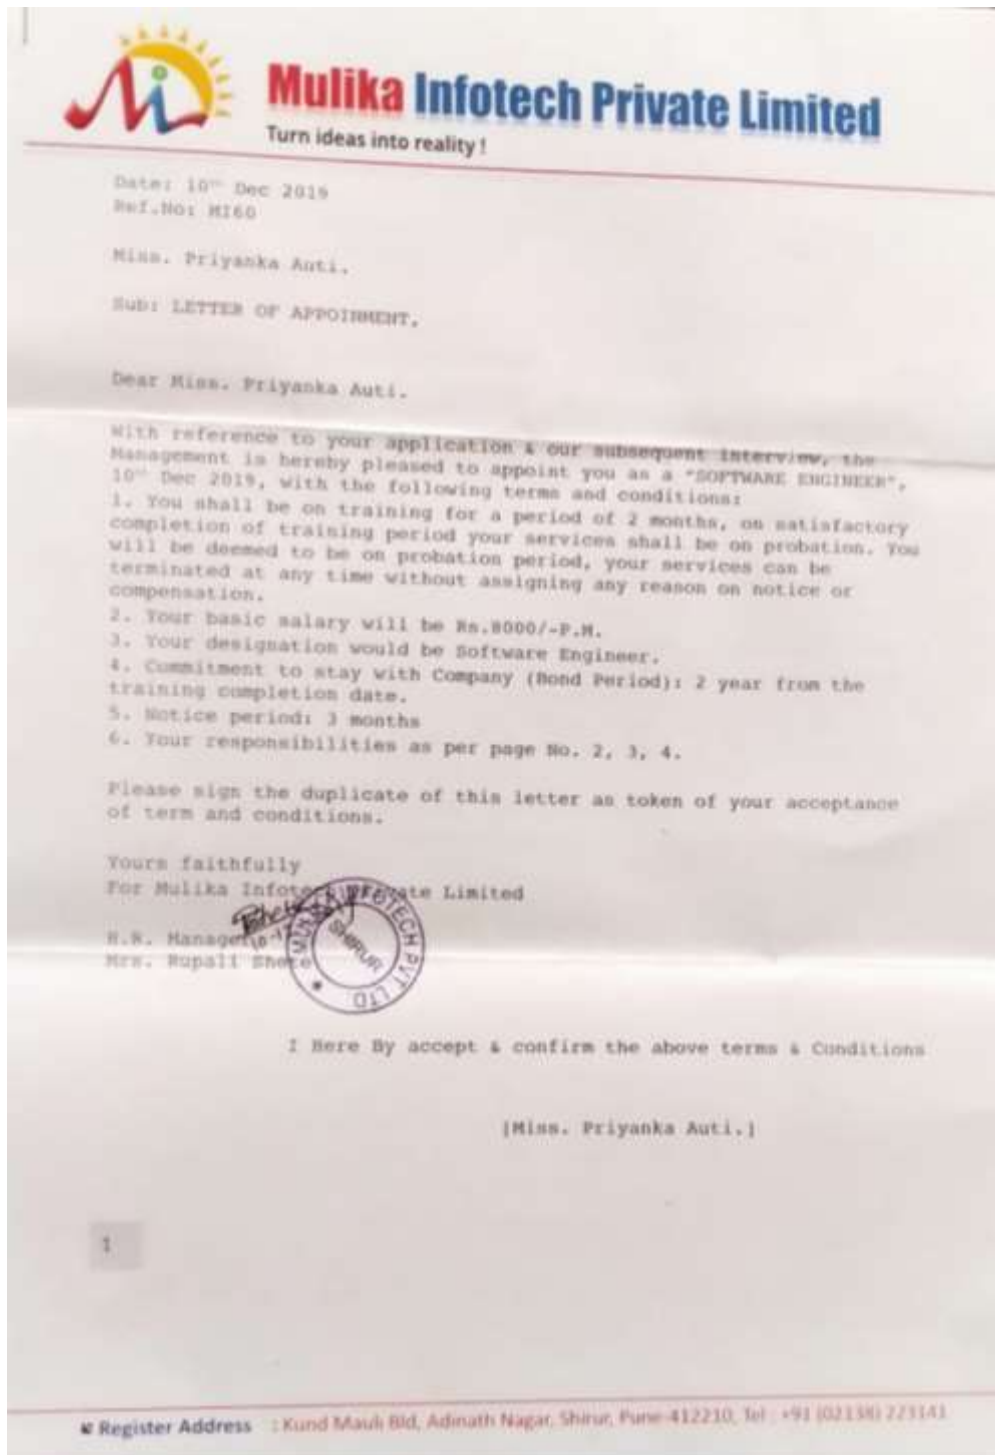 Mulika Infotech Private Limited
Turn ideas into reality !
Date: 10th Dec 2019
Ref.No: MI60
Miss. Priyanka Auti.
Sub: LETTER OF APPOINMENT.
Dear Miss. Priyanka Auti.
With reference to your application & our subsequent interview, the
Management is hereby pleased to appoint you as a "SOFTWARE ENGINEER",
10th Dec 2019, with the following terms and conditions:
1. You shall be on training for a period of 2 months, on satisfactory
completion of training period your services shall be on probation. You
will be deemed to be on probation period, your services can be
terminated at any time without assigning any reason on notice or
compensation.
2. Your basic salary will be Rs.8000/-P.M.
3. Your designation would be Software Engineer.
4. Commitment to stay with Company (Bond Period): 2 year from the
training completion date.
5. Notice period: 3 months
6. Your responsibilities as per page No. 2, 3, 4.
Please sign the duplicate of this letter as token of your acceptance
of term and conditions.
Yours faithfully
For Mulika Infotech Private Limited
H.R. Manager
Mrs. Rupali Shete
MULIKA INFOTECH PVT LTD
SHIRUR
I Here By accept & confirm the above terms & Conditions
[Miss. Priyanka Auti.]
1
Register Address : Kund Mauli Bld, Adinath Nagar, Shirur, Pune-412210, Tel : +91 (02138) 223141